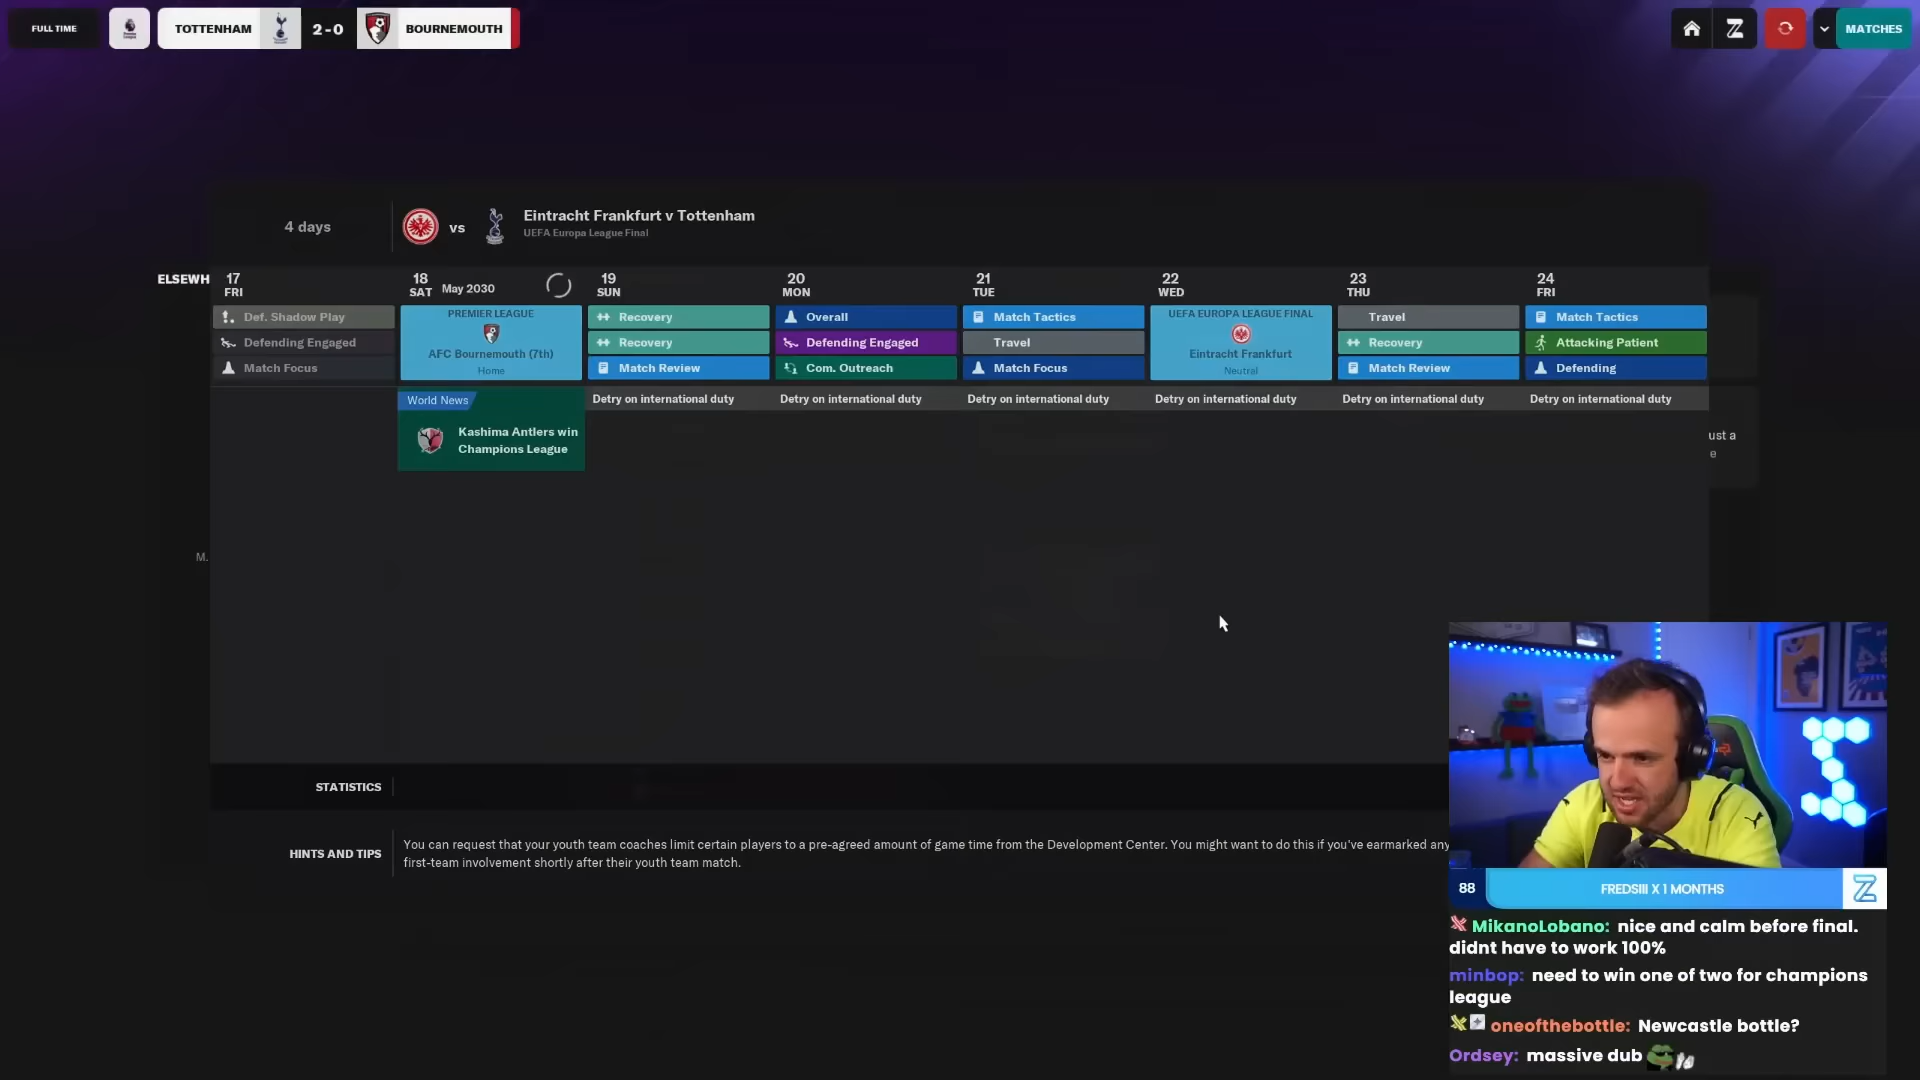 FULL TIME
TOTTENHAM
2 - 0
BOURNEMOUTH
MATCHES
4 days
vs
Eintracht Frankfurt v Tottenham
UEFA Europa League Final
ELSEWH
17
FRI
18
SAT May 2030
19
SUN
20
MON
21
TUE
22
WED
23
THU
24
FRI
Def. Shadow Play
Defending Engaged
Match Focus
PREMIER LEAGUE
AFC Bournemouth (7th)
Home
Recovery
Recovery
Match Review
Overall
Defending Engaged
Com. Outreach
Match Tactics
Travel
Match Focus
UEFA EUROPA LEAGUE FINAL
Eintracht Frankfurt
Neutral
Travel
Recovery
Match Review
Match Tactics
Attacking Patient
Defending
World News
Kashima Antlers win
Champions League
Detry on international duty
Detry on international duty
Detry on international duty
Detry on international duty
Detry on international duty
Detry on international duty
ust a
e
M.
STATISTICS
HINTS AND TIPS
You can request that your youth team coaches limit certain players to a pre-agreed amount of game time from the Development Center. You might want to do this if you've earmarked any
first-team involvement shortly after their youth team match.
88
FREDSIII X 1 MONTHS
Z
MikanoLobano: nice and calm before final.
didnt have to work 100%
minbop: need to win one of two for champions
league
oneofthebottle: Newcastle bottle?
Ordsey: massive dub